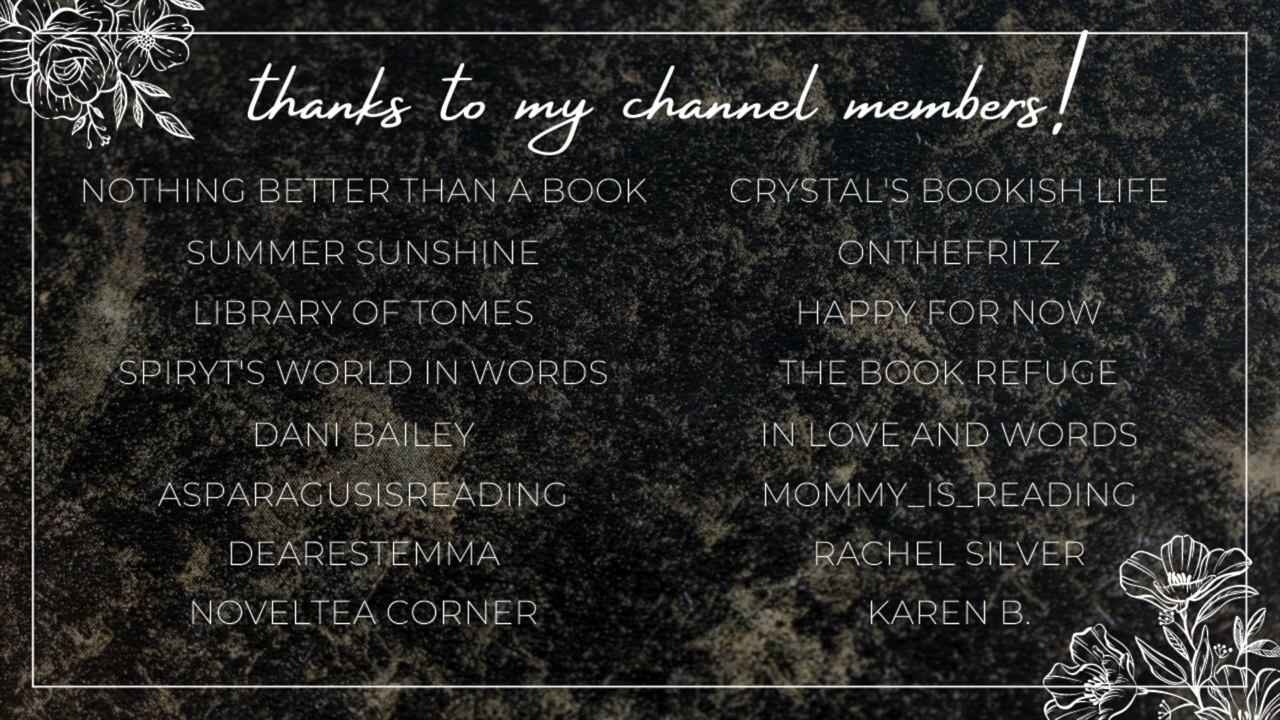 thanks to my channel members!
NOTHING BETTER THAN A BOOK
SUMMER SUNSHINE
LIBRARY OF TOMES
SPIRYT'S WORLD IN WORDS
DANI BAILEY
ASPARAGUSISREADING
DEARESTEMMA
NOVELTEA CORNER
CRYSTAL'S BOOKISH LIFE
ONTHEFRITZ
HAPPY FOR NOW
THE BOOK REFUGE
IN LOVE AND WORDS
MOMMY_IS_READING
RACHEL SILVER
KAREN B.